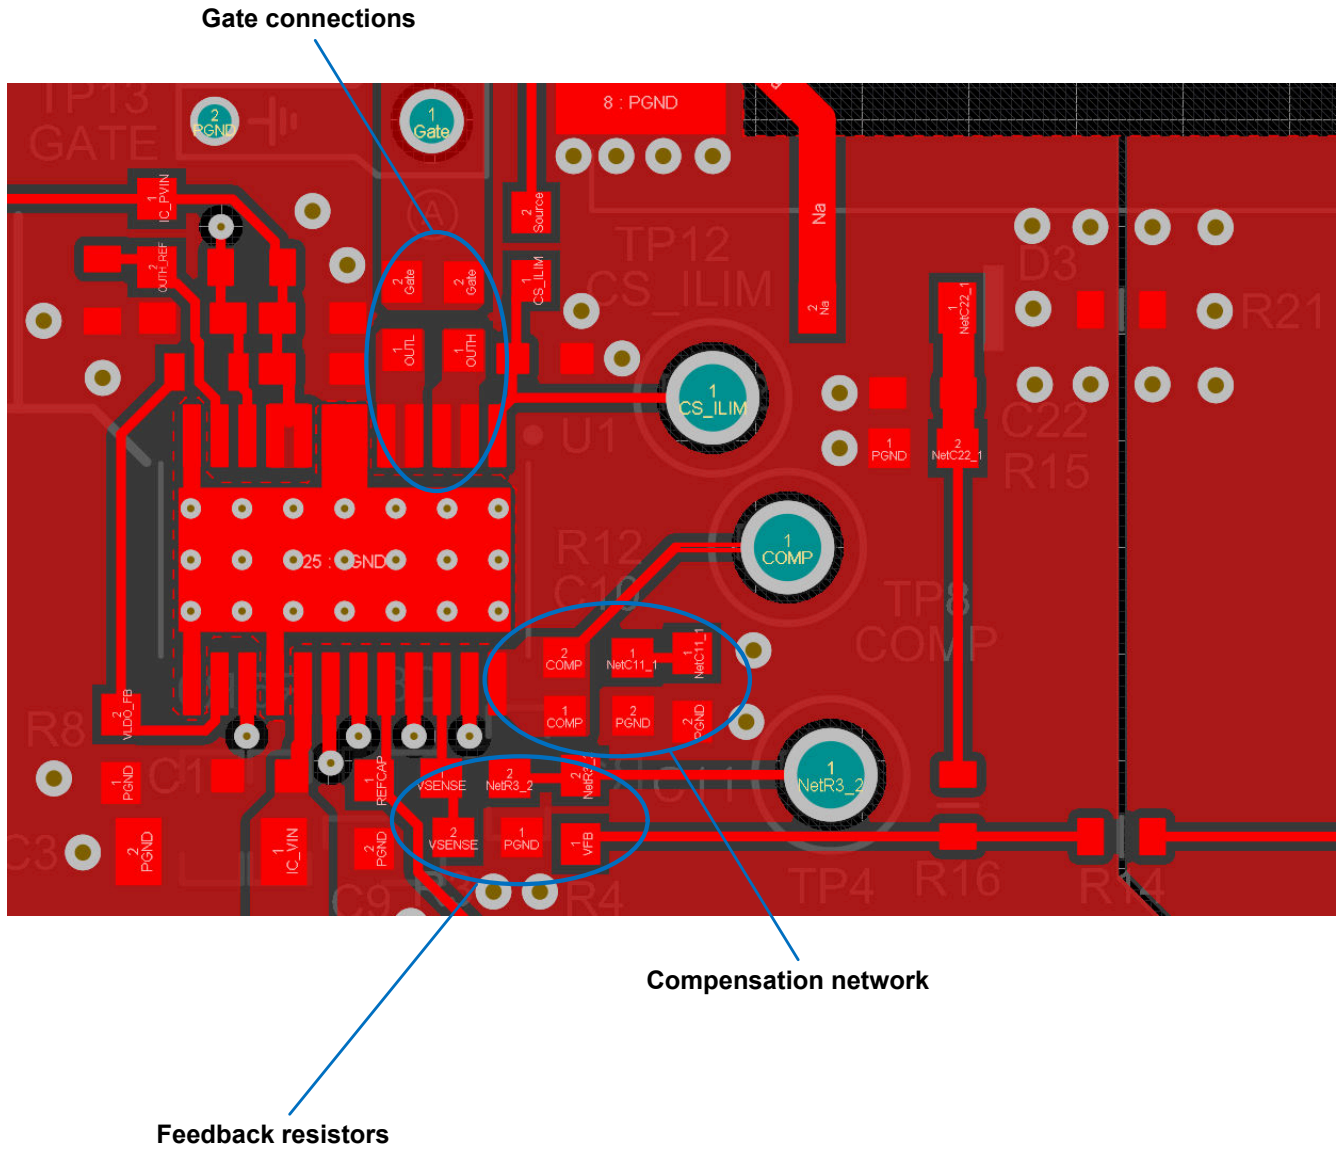 Gate connections
TP13
GATE
2
PGND
1
Gate
8 : PGND
1
IC_PVIN
2
Source
Na
A
TP12
CS_ILIM
D3
R21
2
OUTH_REF
2
Gate
2
Gate
1
CS_ILIM
2
Na
1
NetC22_1
1
OUTL
1
OUTH
1
CS_ILIM
U1
C22
R15
1
PGND
2
NetC22_1
R12
C10
25 : PGND
1
COMP
TP8
COMP
2
COMP
1
NetC11_1
1
NetC11_1
1
COMP
2
PGND
2
PGND
2
VLDO_FB
R8
1
PGND
C1
1
REFCAP
VSENSE
2
NetR3_2
2
1
NetR3_2
C11
C3
2
PGND
1
IC_VIN
2
PGND
2
VSENSE
1
PGND
1
VFB
C9
R4
TP4
R16
R14
Compensation network
Feedback resistors